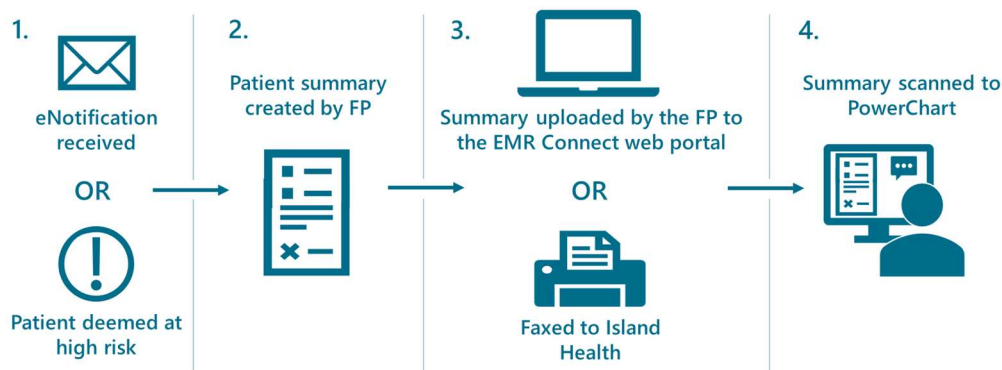 1.
eNotification
received
OR
Patient deemed at
high risk
2.
Patient summary
created by FP
3.
Summary uploaded by the FP to
the EMR Connect web portal
OR
Faxed to Island
Health
4.
Summary scanned to
PowerChart